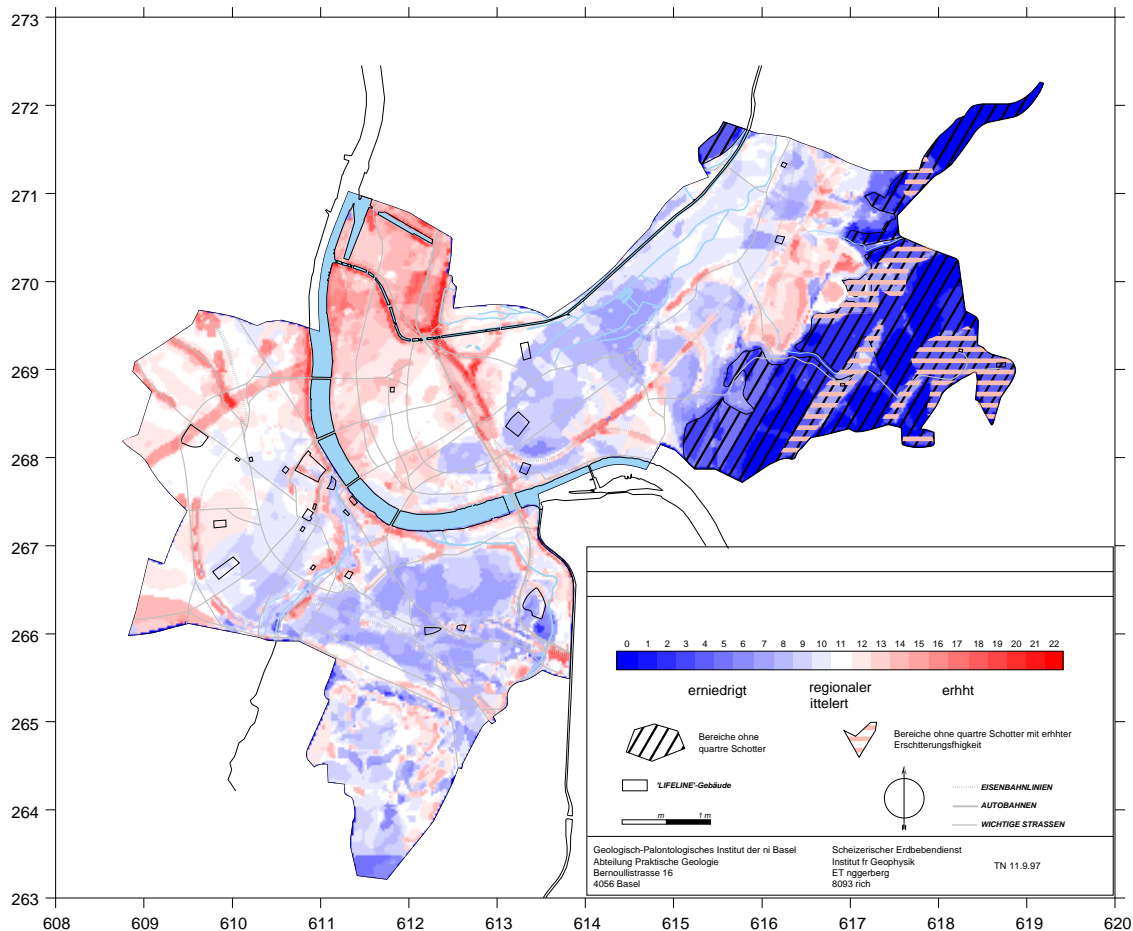 273
272
271
270
269
268
267
266
265
264
263
608 609 610 611 612 613 614 615 616 617 618 619 620
0 1 2 3 4 5 6 7 8 9 10 11 12 13 14 15 16 17 18 19 20 21 22
erniedrigt regionaler erhht
ittelert
Bereiche ohne
quartre Schotter
Bereiche ohne quartre Schotter mit erhhter
Erschtterungsfhigkeit
'LIFELINE'-Gebäude
N
EISENBAHNLINIEN
AUTOBAHNEN
WICHTIGE STRASSEN
m 1 m
Geologisch-Palontologisches Institut der ni Basel
Abteilung Praktische Geologie
Bernoullistrasse 16
4056 Basel
Scheizerischer Erdbebendienst
Institut fr Geophysik
ET nggerberg
8093 rich
TN 11.9.97